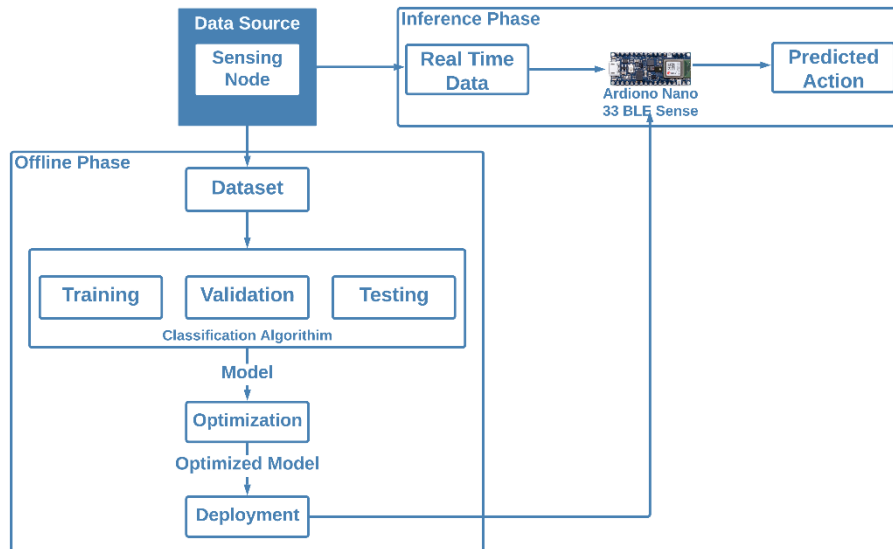 Data Source
Sensing
Node
Inference Phase
Real Time
Data
Ardiono Nano
33 BLE Sense
Predicted
Action
Offline Phase
Dataset
Training
Validation
Testing
Classification Algorithim
Model
Optimization
Optimized Model
Deployment